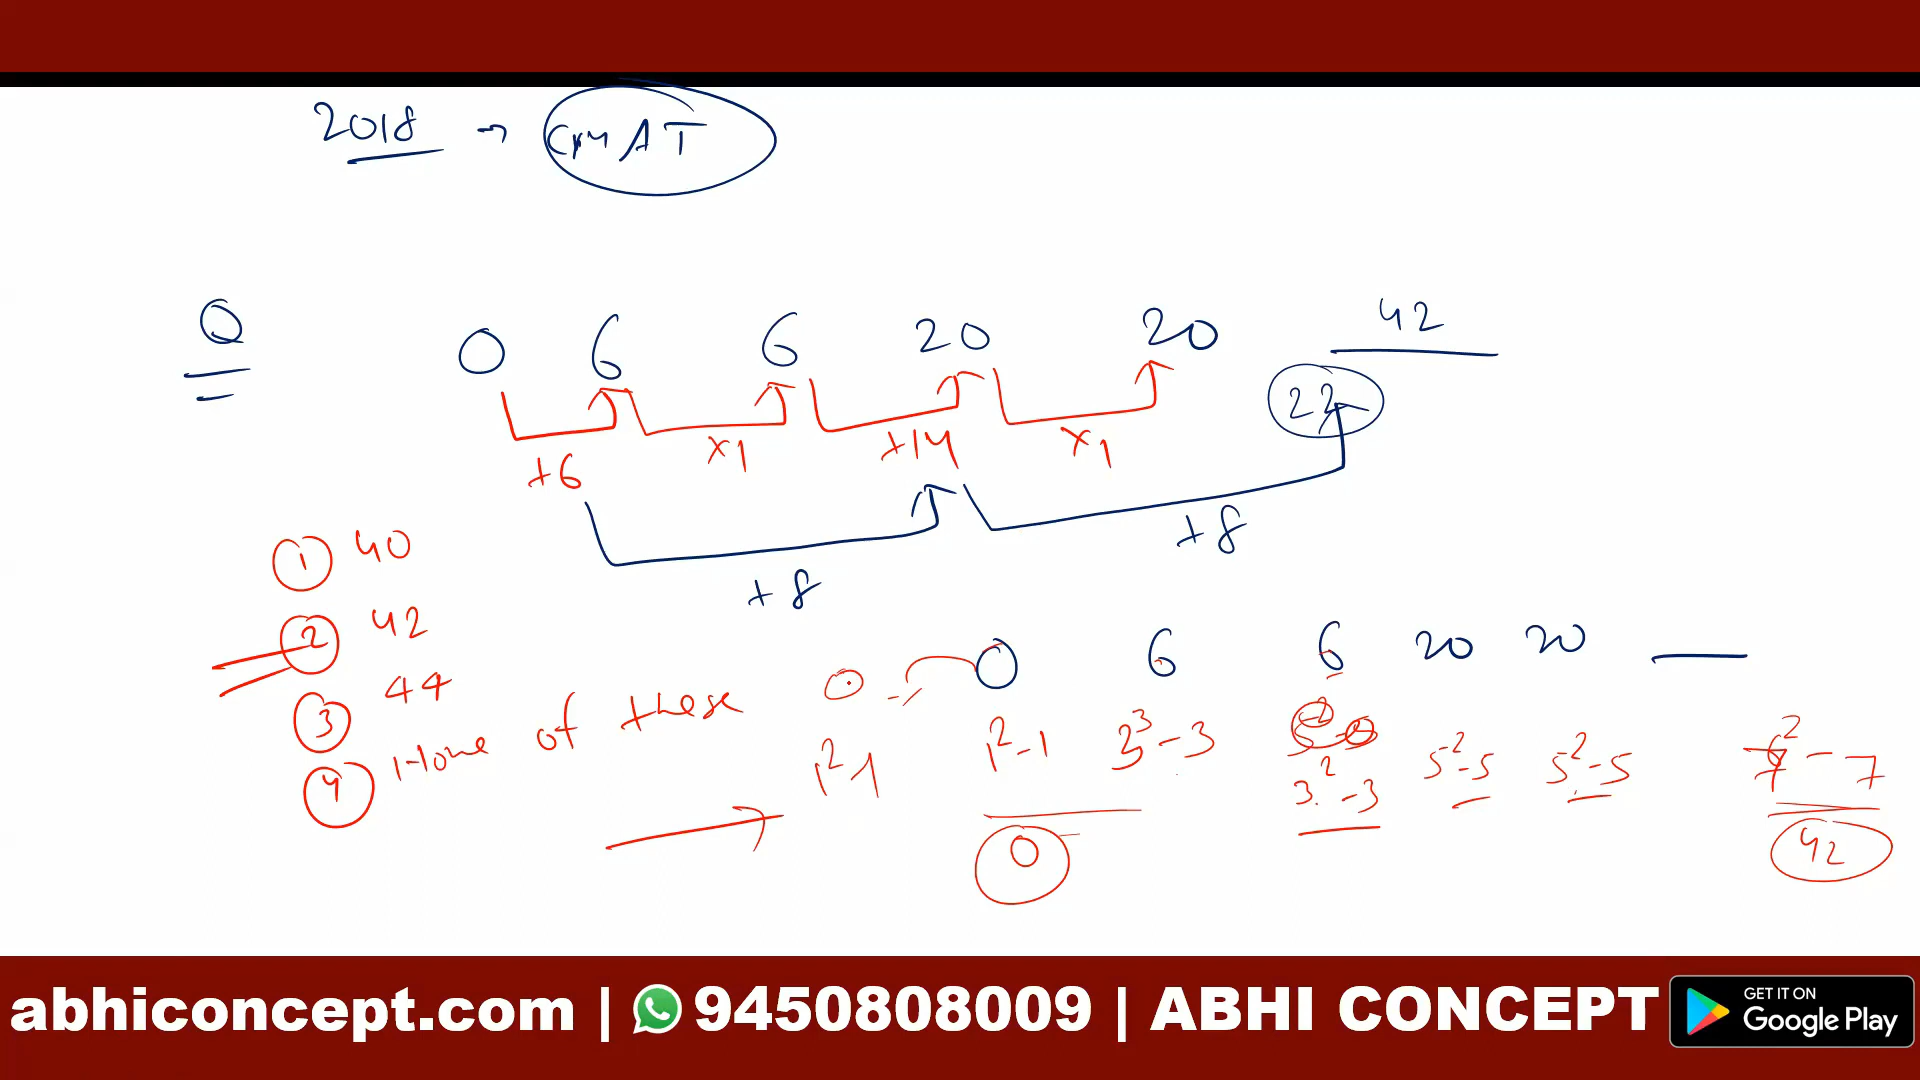 2018 → CMAT
Q 0 6 6 20 20 42
22
+6 ×1 +14 ×1
+8 +8
① 40
② 42
③ 44
④ None of these
0 0 6 6 20 20
1²-1 1²-1 3³-3 3²-3 5²-5 5²-5 7²-7
0 42
abhiconcept.com | 9450808009 | ABHI CONCEPT
GET IT ON
Google Play